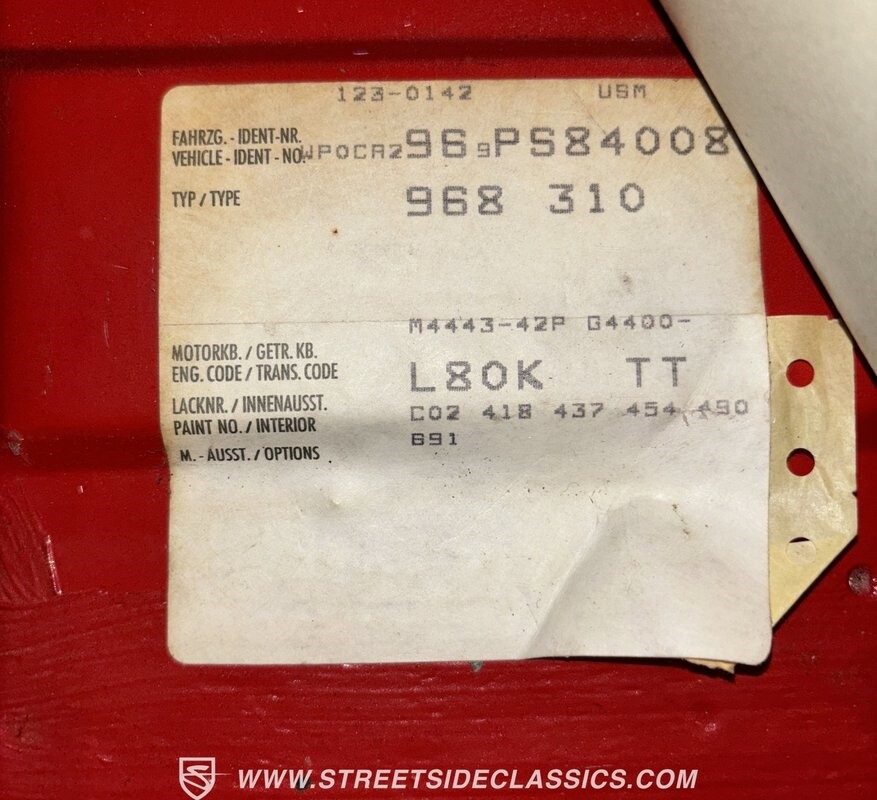 123-0142 USM
FAHRZG. - IDENT-NR.
VEHICLE - IDENT - NO. WP0CA296 9PS84008
TYP / TYPE 968 310
M4443-42P G4400-
MOTORKB. / GETR. KB.
ENG. CODE / TRANS. CODE L80K TT
LACKNR. / INNENAUSST. C02 418 437 454 490
PAINT NO. / INTERIOR 691
M. - AUSST. / OPTIONS
WWW.STREETSIDECLASSICS.COM